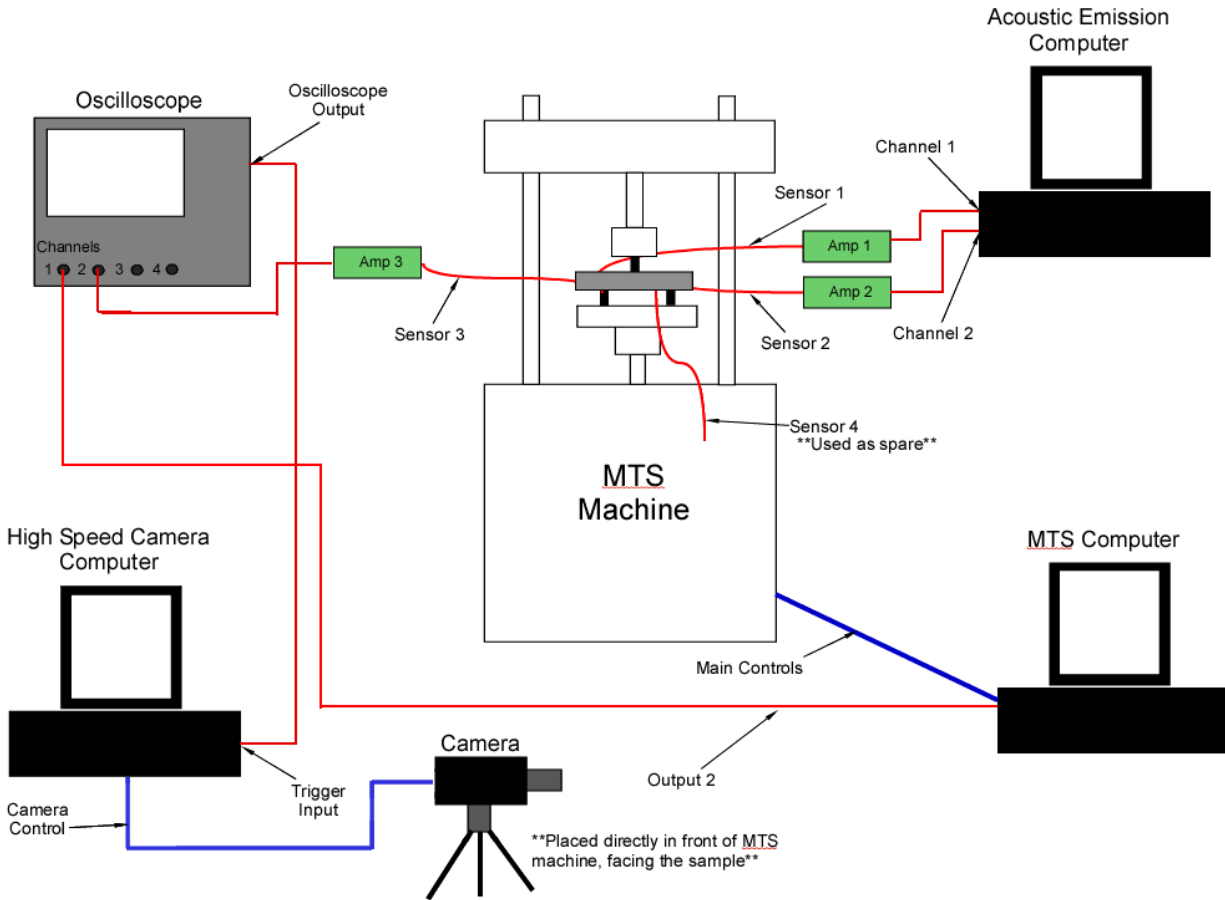 Acoustic Emission
Computer
Oscilloscope
Output
Oscilloscope
Channel 1
Sensor 1
Channels
1 2 3 4
Amp 3
Amp 1
Amp 2
Sensor 3
Sensor 2
Channel 2
Sensor 4
**Used as spare**
MTS
Machine
High Speed Camera
Computer
MTS Computer
Main Controls
Camera
Trigger
Input
Output 2
Camera
Control
**Placed directly in front of MTS
machine, facing the sample**